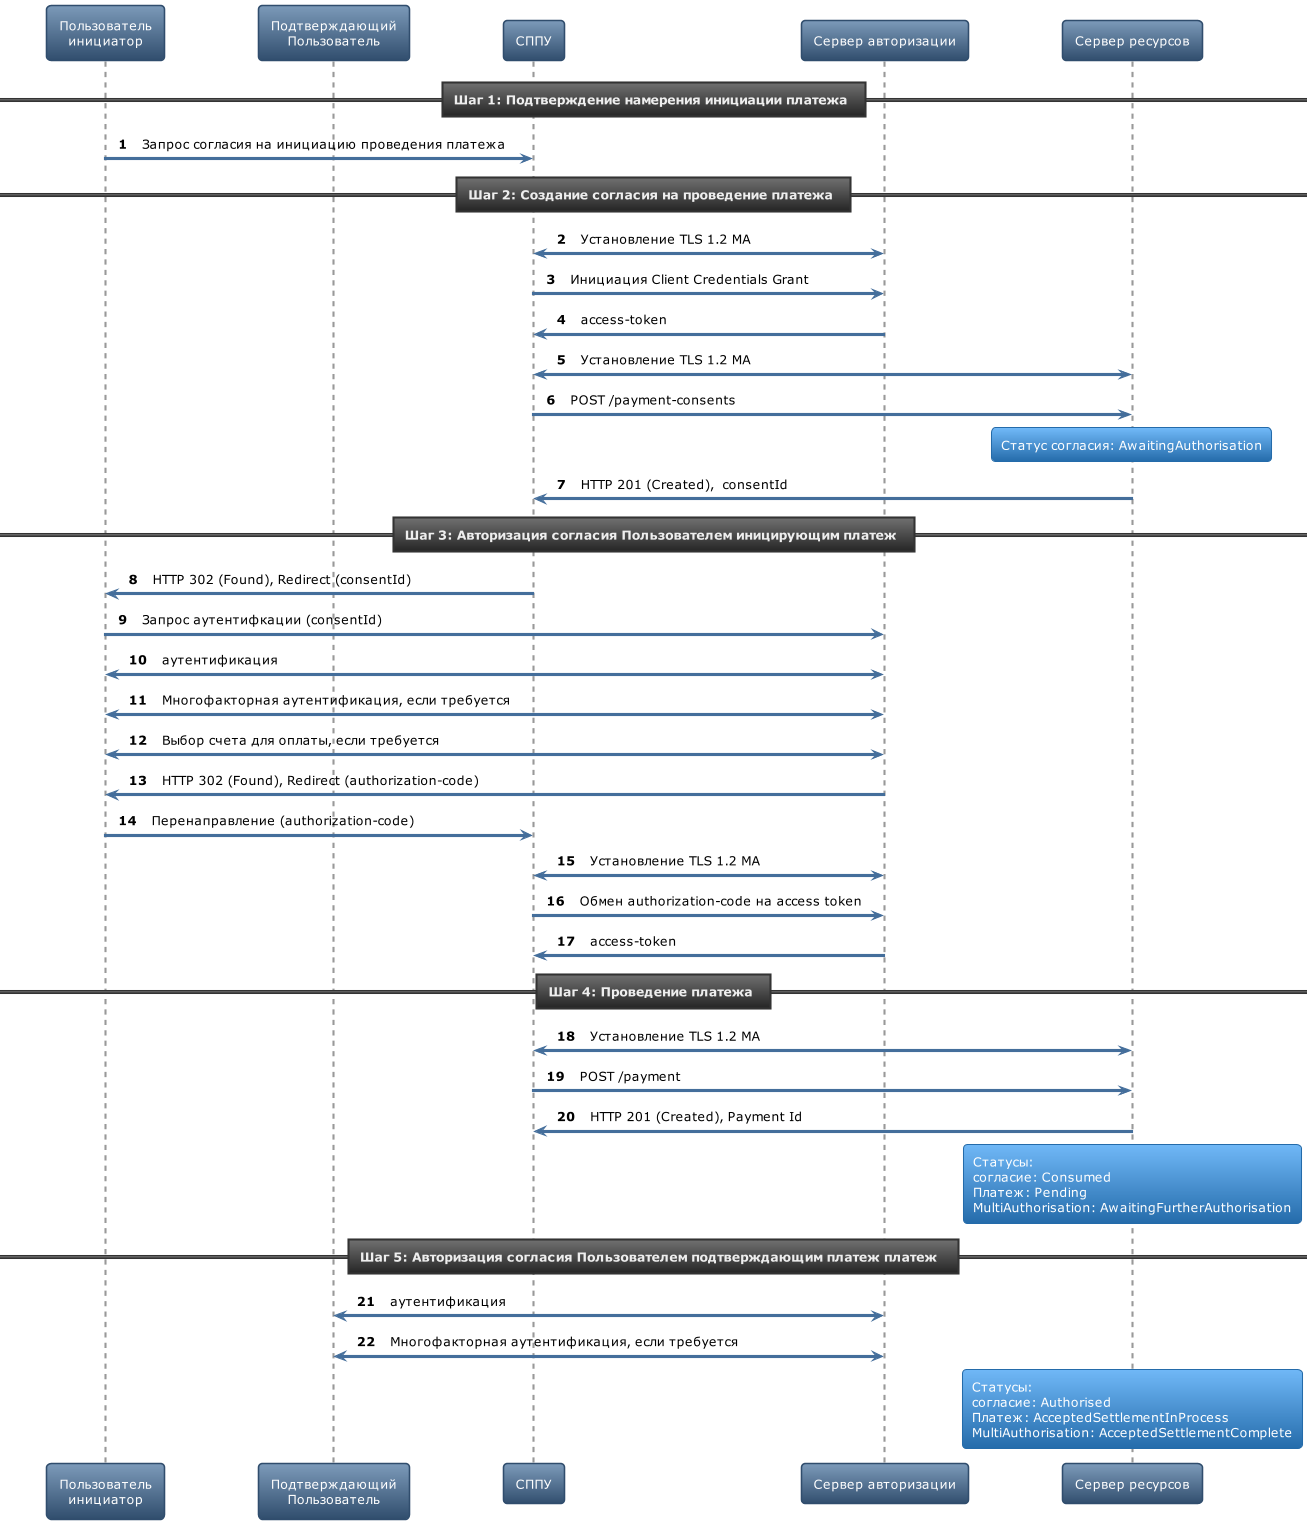 Пользователь
инициатор
Подтверждающий
Пользователь
СППУ
Сервер авторизации
Сервер ресурсов
Шаг 1: Подтверждение намерения инициации платежа
1 Запрос согласия на инициацию проведения платежа
Шаг 2: Создание согласия на проведение платежа
2 Установление TLS 1.2 MA
3 Инициация Client Credentials Grant
4 access-token
5 Установление TLS 1.2 MA
6 POST /payment-consents
Статус согласия: AwaitingAuthorisation
7 HTTP 201 (Created), consentId
Шаг 3: Авторизация согласия Пользователем иницирующим платеж
8 HTTP 302 (Found), Redirect (consentId)
9 Запрос аутентифкации (consentId)
10 аутентификация
11 Многофакторная аутентификация, если требуется
12 Выбор счета для оплаты, если требуется
13 HTTP 302 (Found), Redirect (authorization-code)
14 Перенаправление (authorization-code)
15 Установление TLS 1.2 MA
16 Обмен authorization-code на access token
17 access-token
Шаг 4: Проведение платежа
18 Установление TLS 1.2 MA
19 POST /payment
20 HTTP 201 (Created), Payment Id
Статусы:
согласие: Consumed
Платеж: Pending
MultiAuthorisation: AwaitingFurtherAuthorisation
Шаг 5: Авторизация согласия Пользователем подтверждающим платеж платеж
21 аутентификация
22 Многофакторная аутентификация, если требуется
Статусы:
согласие: Authorised
Платеж: AcceptedSettlementInProcess
MultiAuthorisation: AcceptedSettlementComplete
Пользователь
инициатор
Подтверждающий
Пользователь
СППУ
Сервер авторизации
Сервер ресурсов